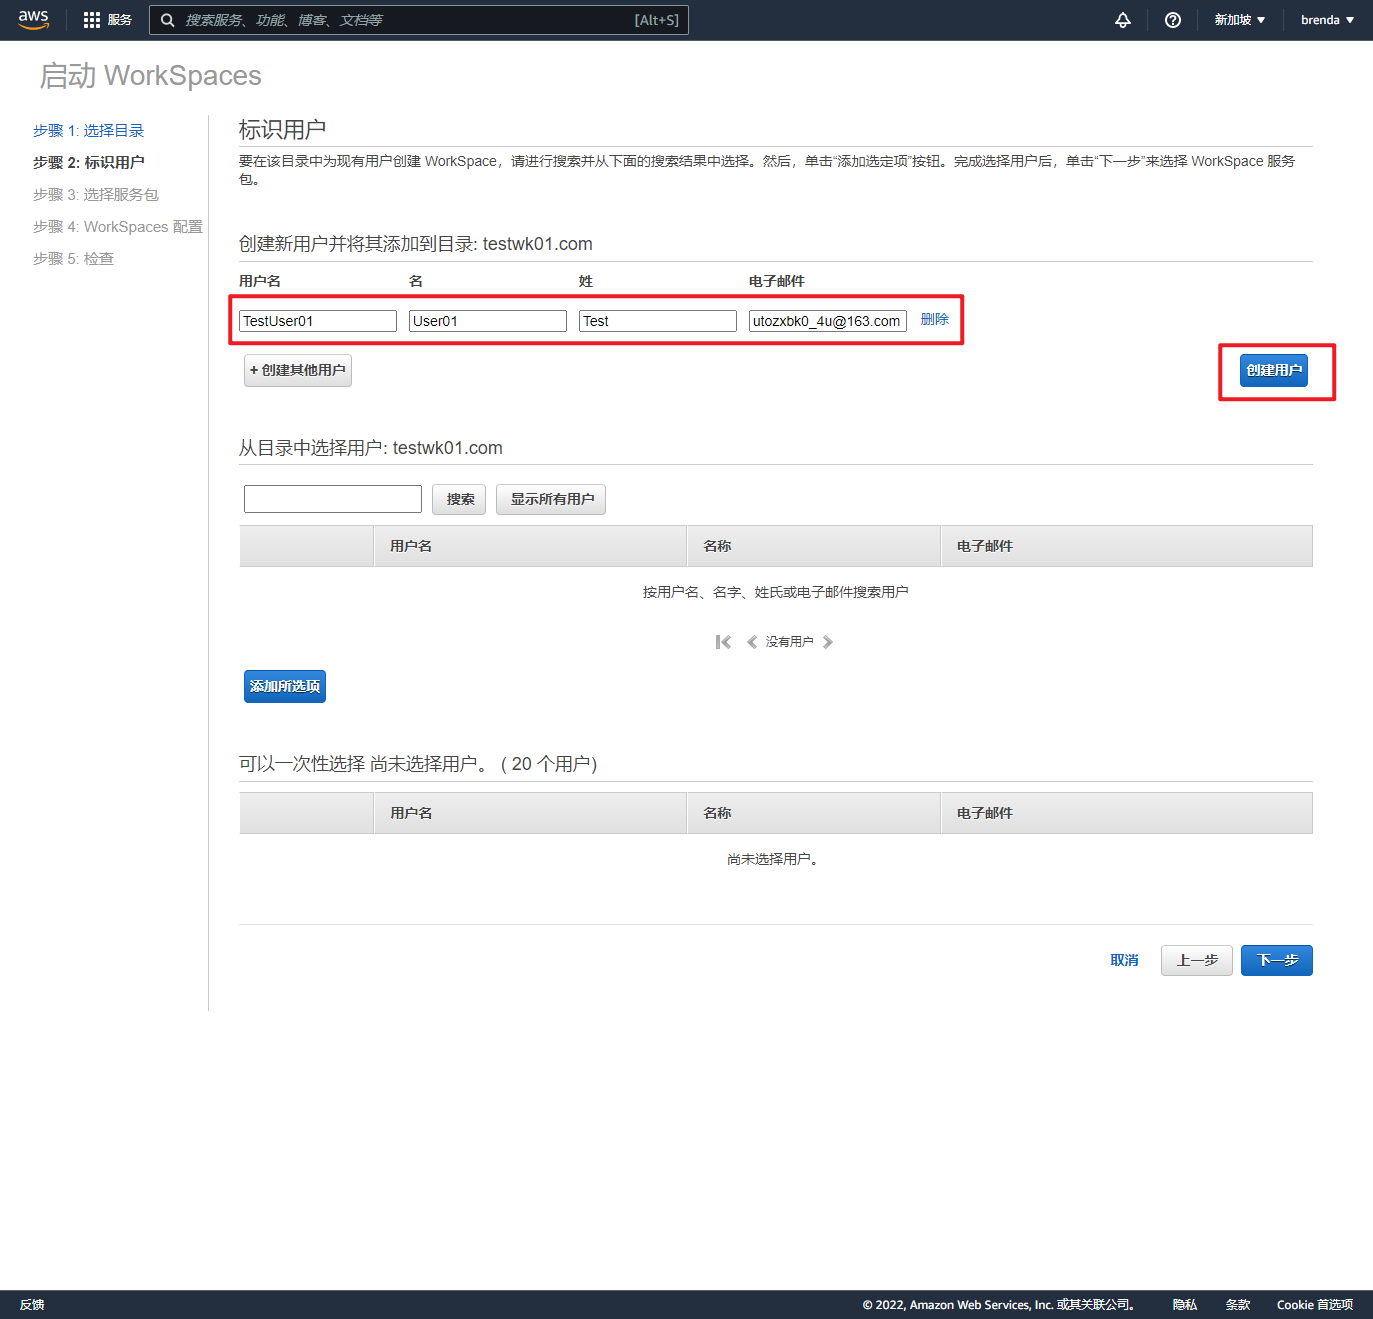 aws 服务 搜索服务、功能、博客、文档等 [Alt+S] 新加坡 ▼ brenda ▼
启动 WorkSpaces
步骤 1: 选择目录
步骤 2: 标识用户
步骤 3: 选择服务包
步骤 4: WorkSpaces 配置
步骤 5: 检查
标识用户
要在该目录中为现有用户创建 WorkSpace，请进行搜索并从下面的搜索结果中选择。然后，单击“添加选定项”按钮。完成选择用户后，单击“下一步”来选择 WorkSpace 服务
包。
创建新用户并将其添加到目录: testwk01.com
用户名 名 姓 电子邮件
TestUser01 User01 Test utozxbk0_4u@163.com 删除
+ 创建其他用户 创建用户
从目录中选择用户: testwk01.com
搜索 显示所有用户
用户名 名称 电子邮件
按用户名、名字、姓氏或电子邮件搜索用户
没有用户
添加所选项
可以一次性选择 尚未选择用户。 ( 20 个用户)
用户名 名称 电子邮件
尚未选择用户。
取消 上一步 下一步
反馈 © 2022, Amazon Web Services, Inc. 或其关联公司。 隐私 条款 Cookie 首选项